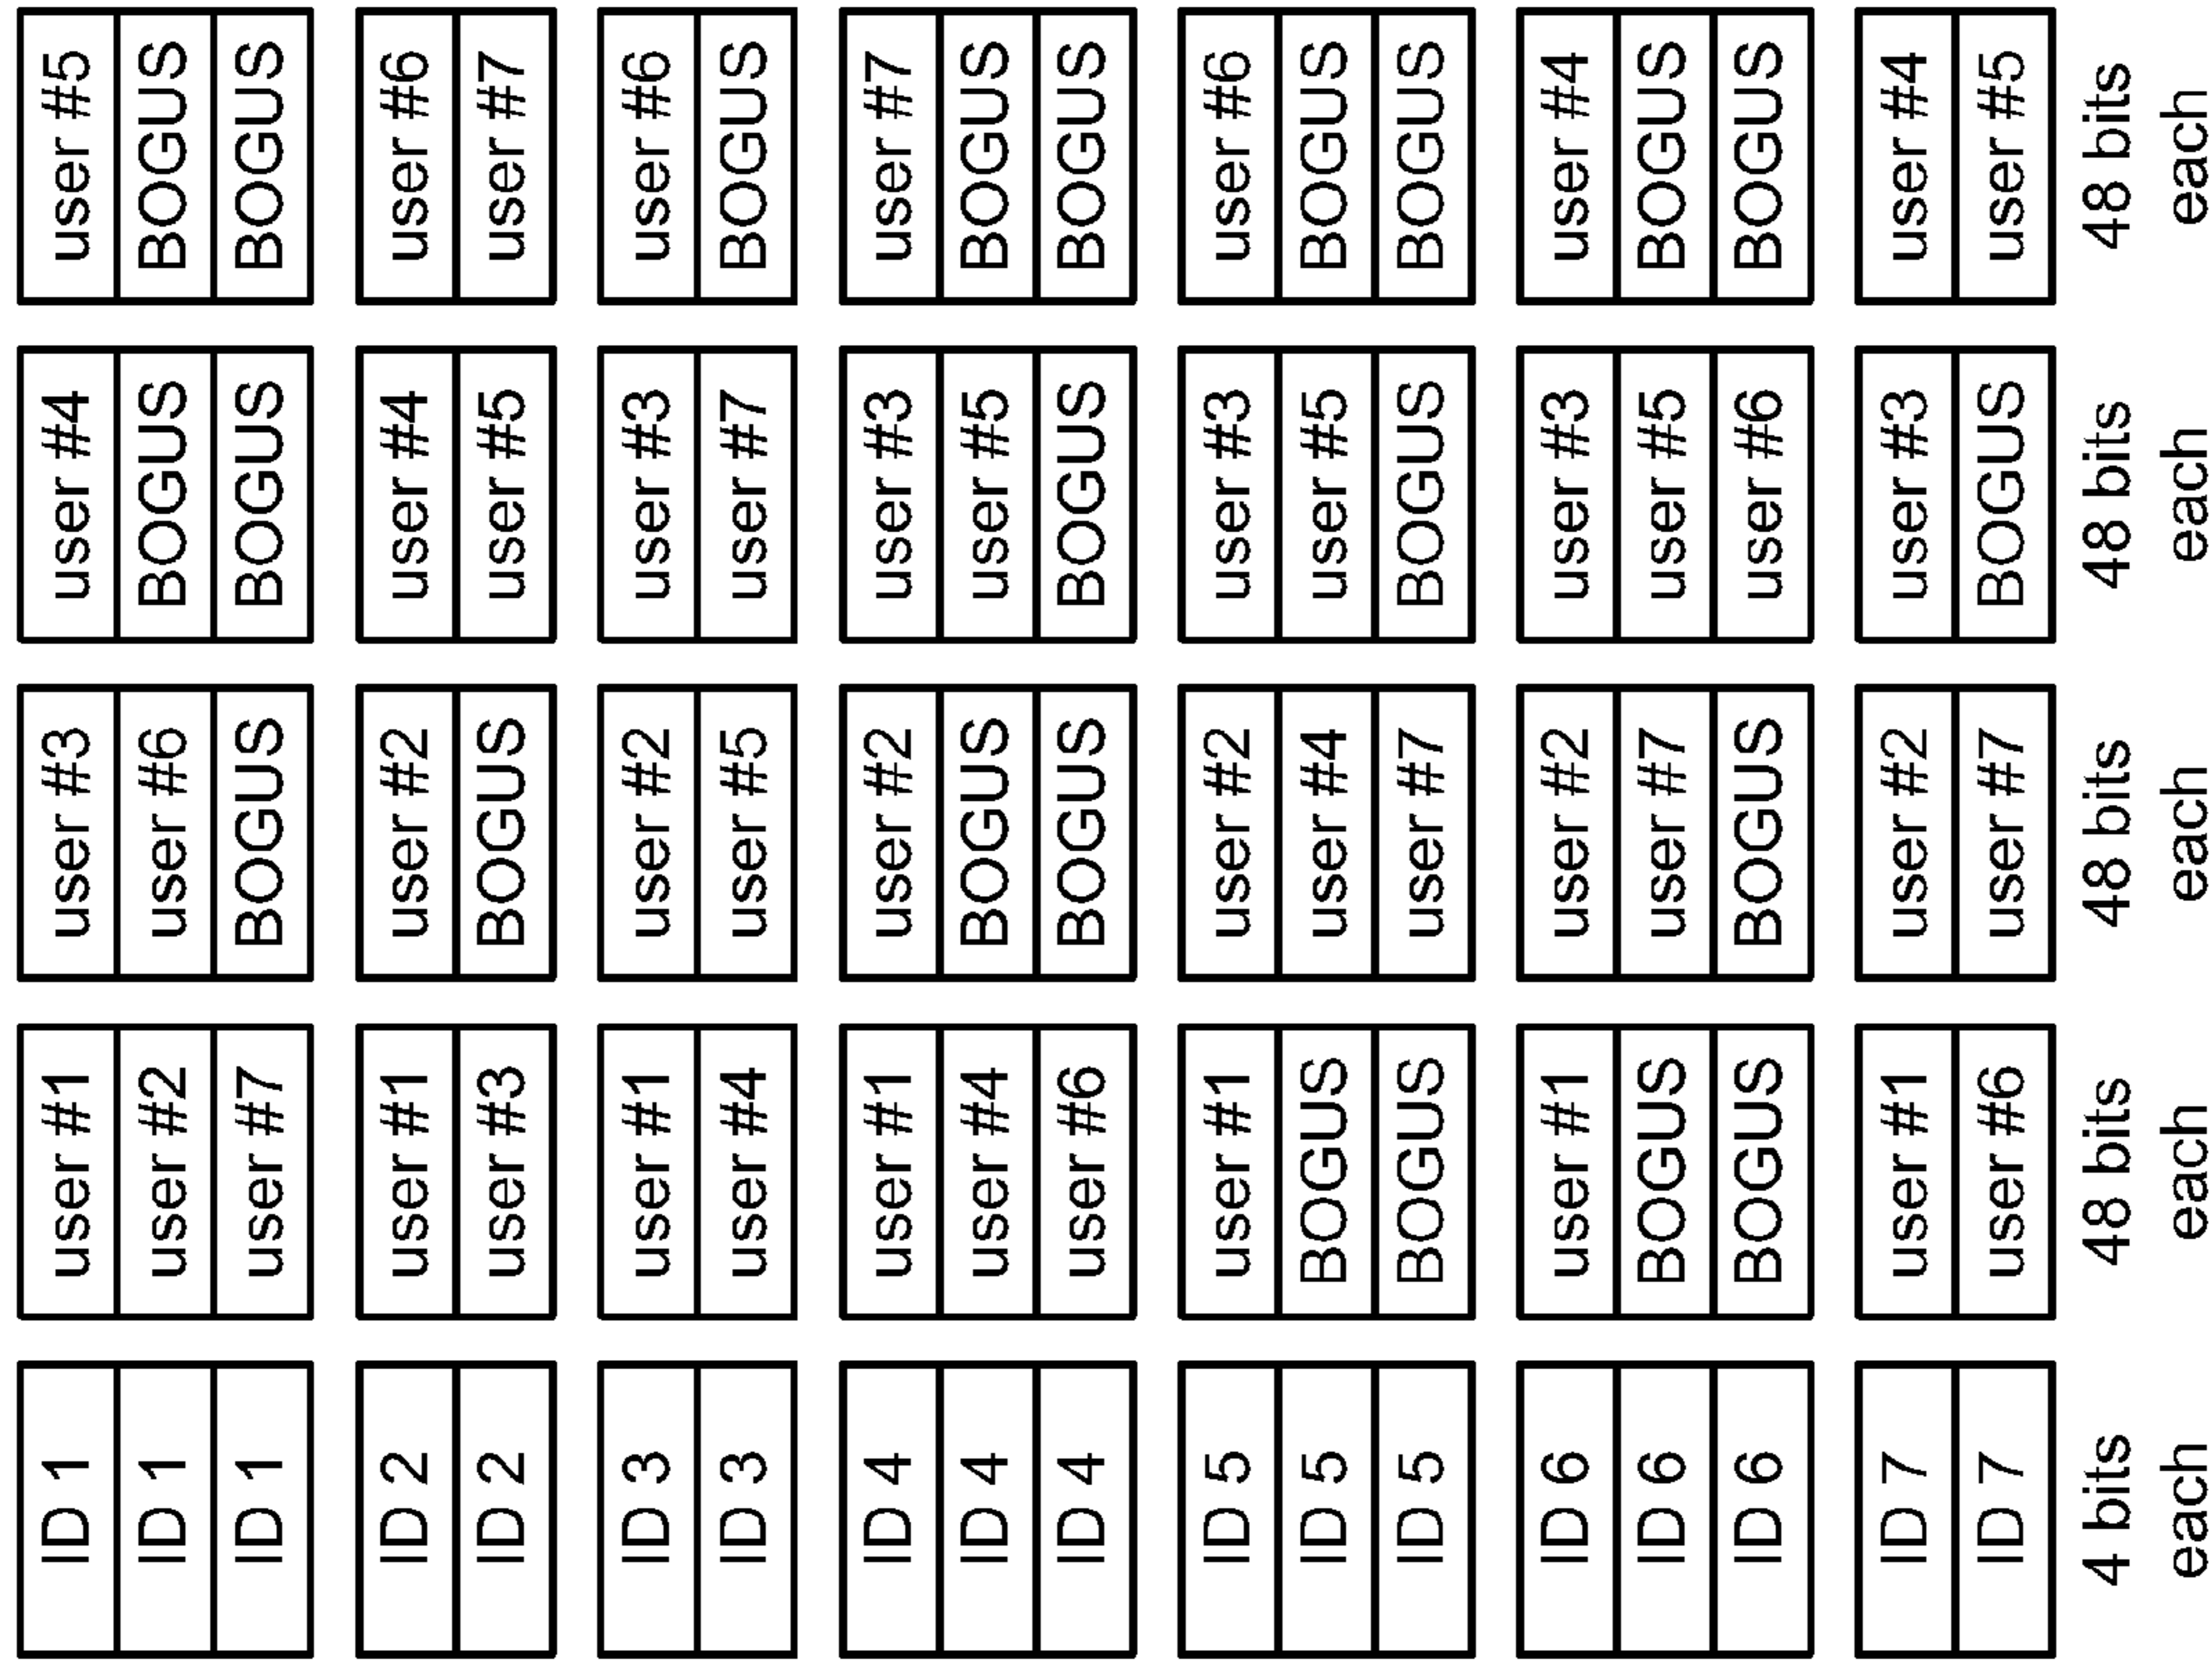 ID 1 user #1 user #3 user #4 user #5
ID 1 user #2 user #6 BOGUS BOGUS
ID 1 user #7 BOGUS BOGUS BOGUS
ID 2 user #1 user #2 user #4 user #6
ID 2 user #3 BOGUS user #5 user #7
ID 3 user #1 user #2 user #3 user #6
ID 3 user #4 user #5 user #7 BOGUS
ID 4 user #1 user #2 user #3 user #7
ID 4 user #4 BOGUS user #5 BOGUS
ID 4 user #6 BOGUS BOGUS BOGUS
ID 5 user #1 user #2 user #3 user #6
ID 5 BOGUS user #4 user #5 BOGUS
ID 5 BOGUS user #7 BOGUS BOGUS
ID 6 user #1 user #2 user #3 user #4
ID 6 BOGUS user #7 user #5 BOGUS
ID 6 BOGUS BOGUS user #6 BOGUS
ID 7 user #1 user #2 user #3 user #4
ID 7 user #6 user #7 BOGUS user #5
4 bits 48 bits 48 bits 48 bits 48 bits
each each each each each